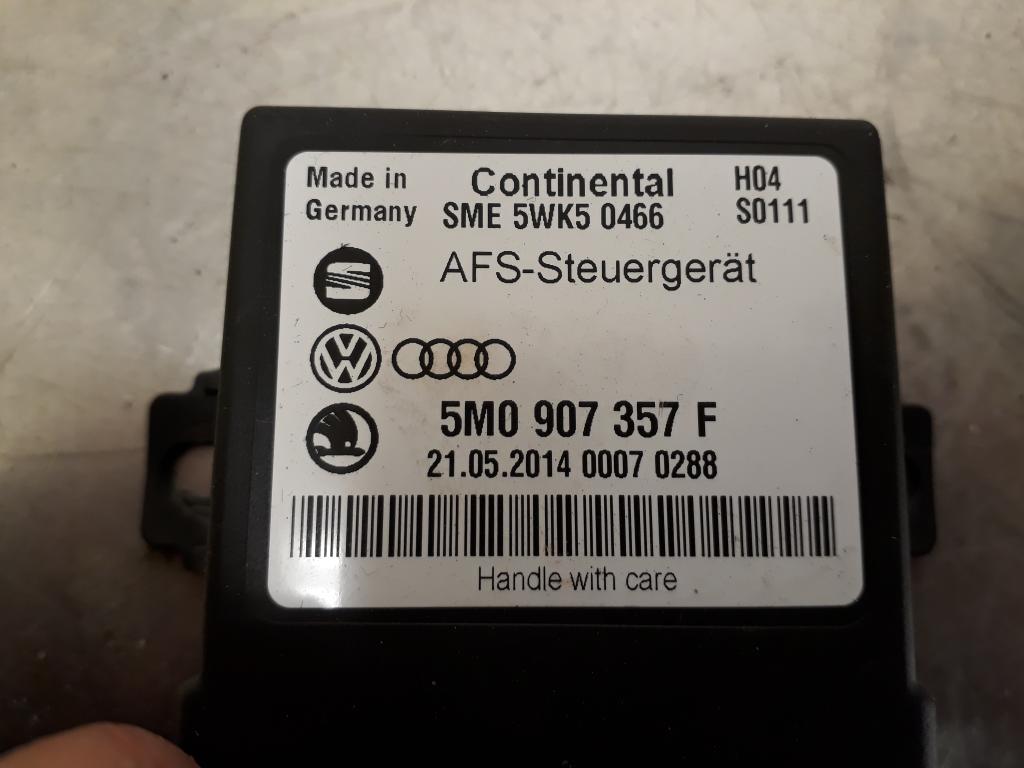 Made in Germany
Continental
SME 5WK5 0466
H04
S0111
AFS-Steuergerät
5M0 907 357 F
21.05.2014 0007 0288
Handle with care